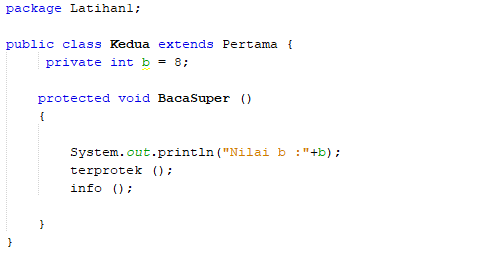 package Latihan1;
public class Kedua extends Pertama {
private int b = 8;
protected void BacaSuper ()
{
System.out.println("Nilai b :"+b);
terprotek ();
info ();
}
}